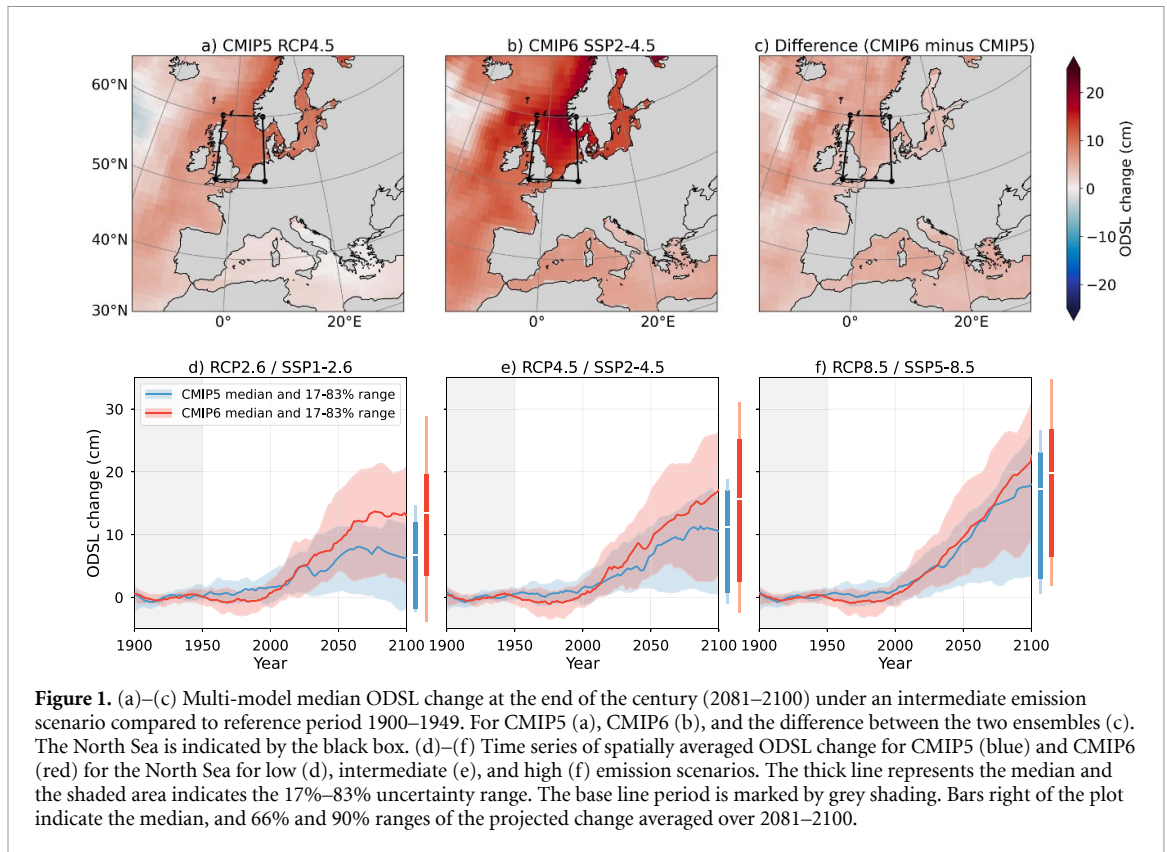 a) CMIP5 RCP4.5
b) CMIP6 SSP2-4.5
c) Difference (CMIP6 minus CMIP5)
60°N
50°N
40°N
30°N
0°
20°E
0°
20°E
0°
20°E
20
10
0
−10
−20
ODSL change (cm)
d) RCP2.6 / SSP1-2.6
e) RCP4.5 / SSP2-4.5
f) RCP8.5 / SSP5-8.5
CMIP5 median and 17-83% range
CMIP6 median and 17-83% range
ODSL change (cm)
30
20
10
0
1900
1950
2000
2050
2100
1900
1950
2000
2050
2100
1900
1950
2000
2050
2100
Year
Year
Year
Figure 1. (a)–(c) Multi-model median ODSL change at the end of the century (2081–2100) under an intermediate emission
scenario compared to reference period 1900–1949. For CMIP5 (a), CMIP6 (b), and the difference between the two ensembles (c).
The North Sea is indicated by the black box. (d)–(f) Time series of spatially averaged ODSL change for CMIP5 (blue) and CMIP6
(red) for the North Sea for low (d), intermediate (e), and high (f) emission scenarios. The thick line represents the median and
the shaded area indicates the 17%–83% uncertainty range. The base line period is marked by grey shading. Bars right of the plot
indicate the median, and 66% and 90% ranges of the projected change averaged over 2081–2100.